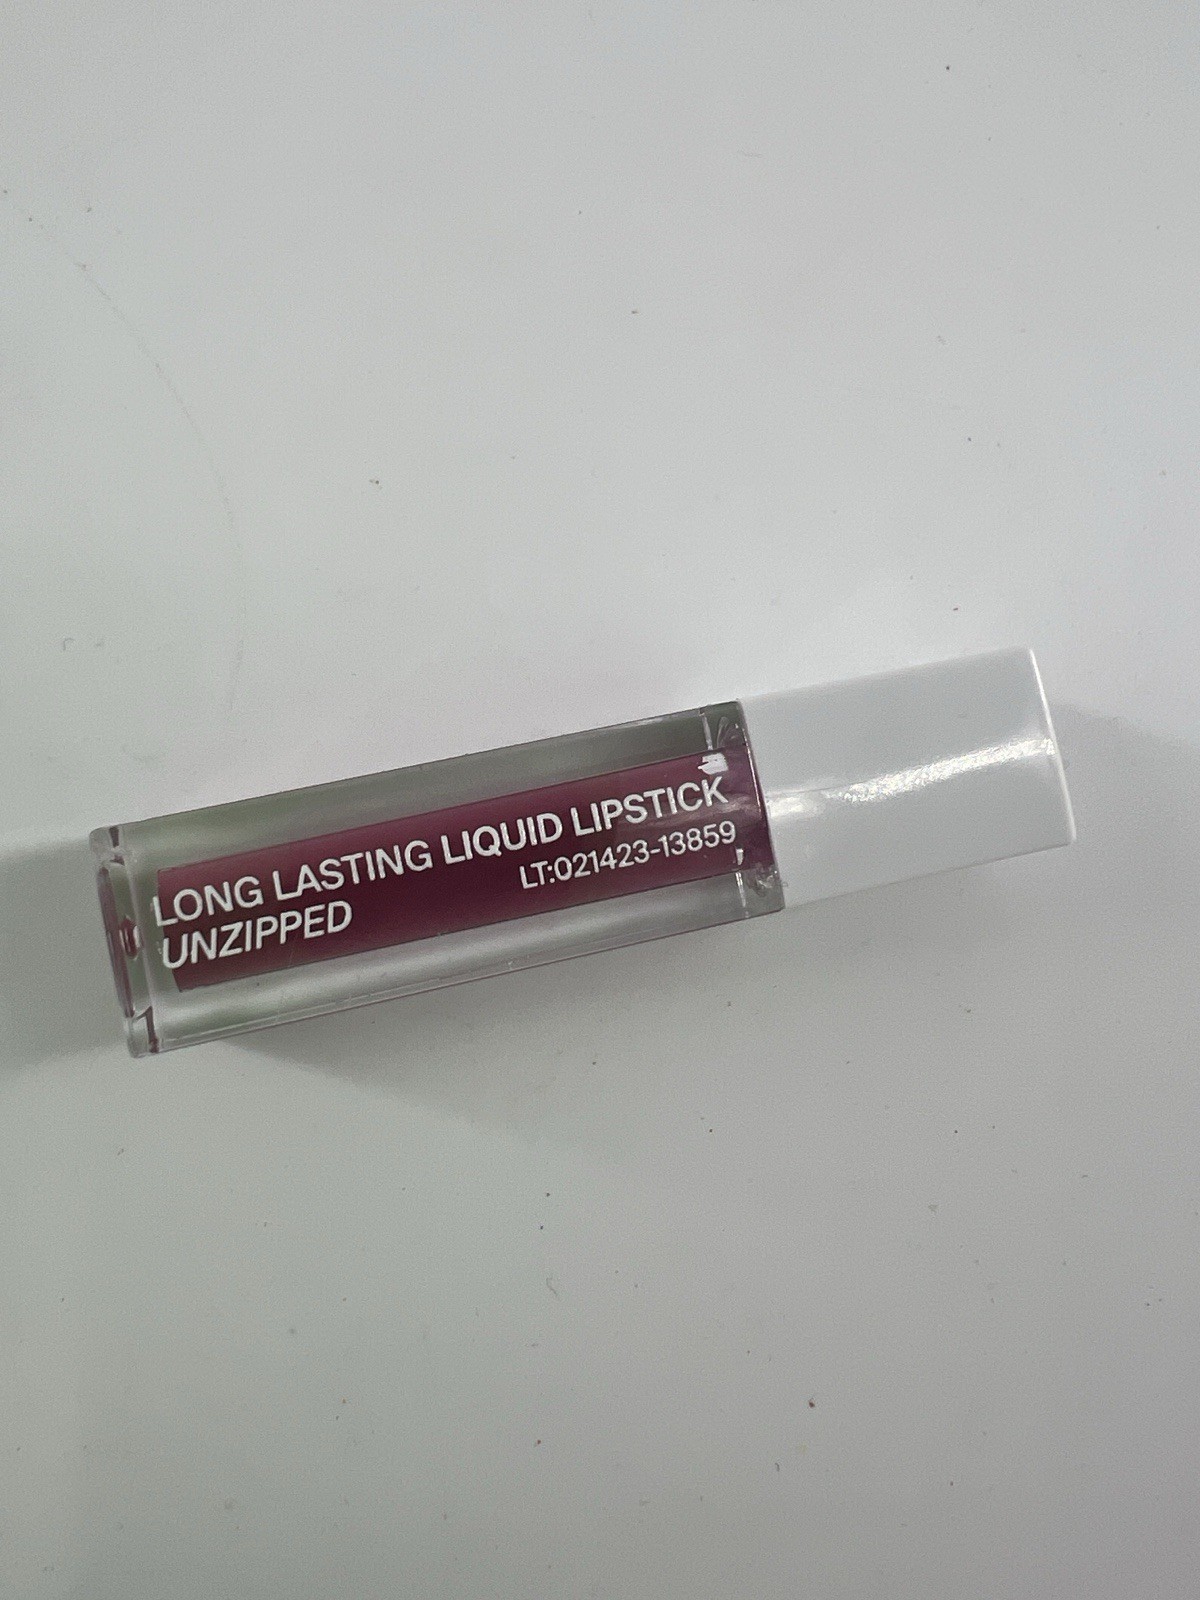 LONG LASTING LIQUID LIPSTICK
LT:021423-13859
UNZIPPED